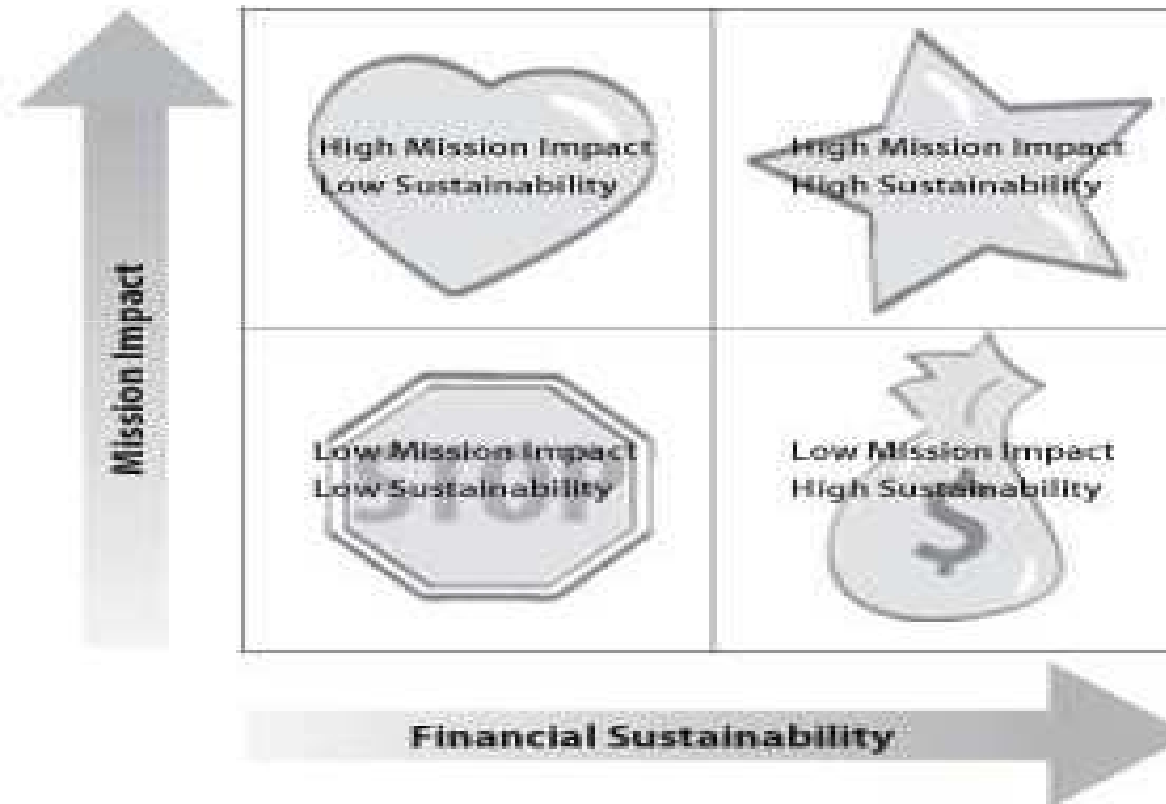 High Mission Impact
Low Sustainability
High Mission Impact
High Sustainability
Mission Impact
Low Mission Impact
Low Sustainability
STOP
Low Mission Impact
High Sustainability
$
Financial Sustainability